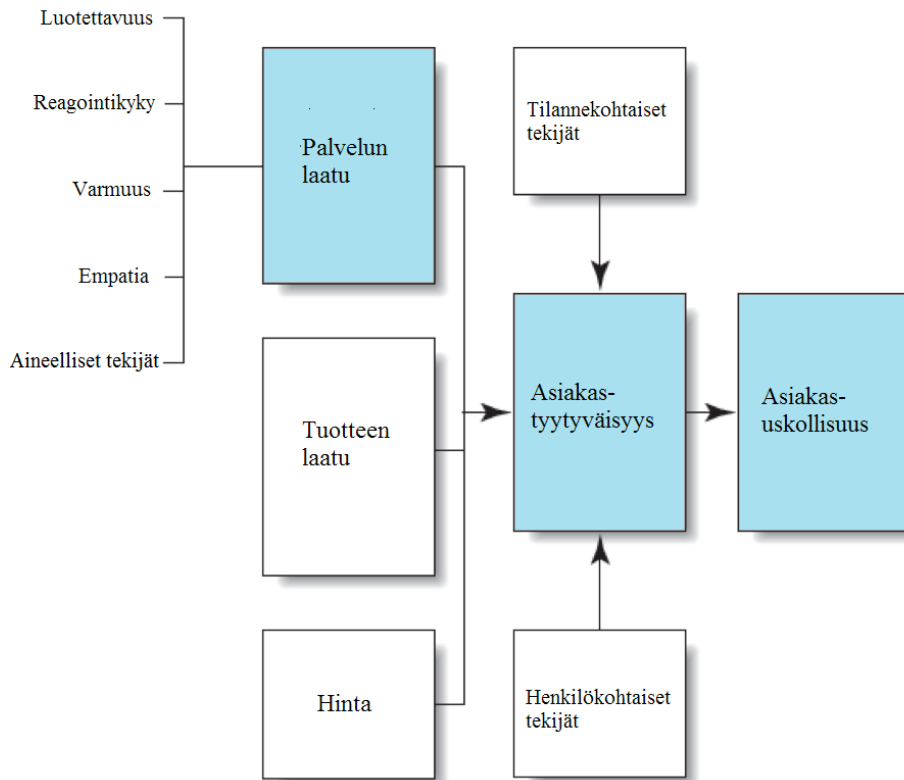 Luotettavuus
Reagointikyky
Varmuus
Empatia
Aineelliset tekijät
Palvelun
laatu
Tuotteen
laatu
Hinta
Tilannekohtaiset
tekijät
Asiakas-
tyytyväisyys
Henkilökohtaiset
tekijät
Asiakas-
uskollisuus